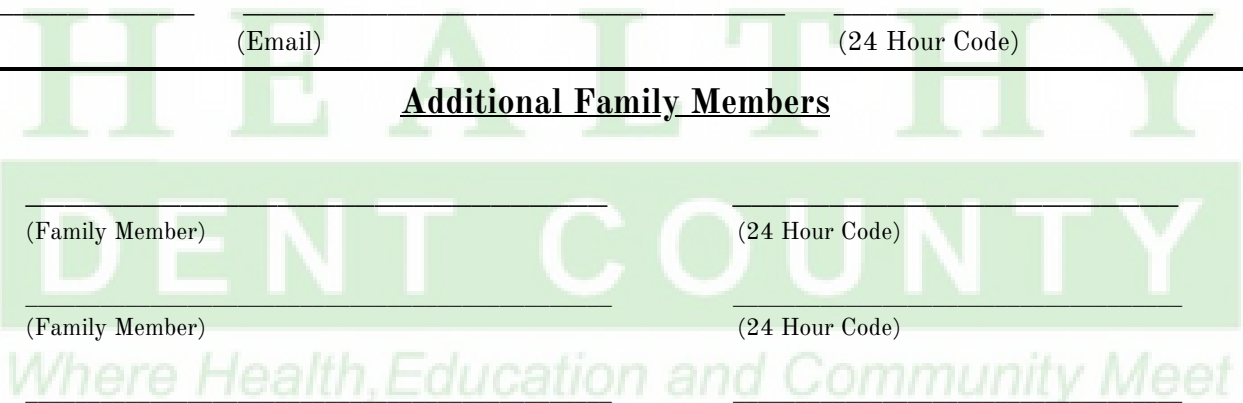 (Email) (24 Hour Code)
HEALTHY
Additional Family Members
DENT COUNTY
(Family Member) (24 Hour Code)
(Family Member) (24 Hour Code)
Where Health, Education and Community Meet